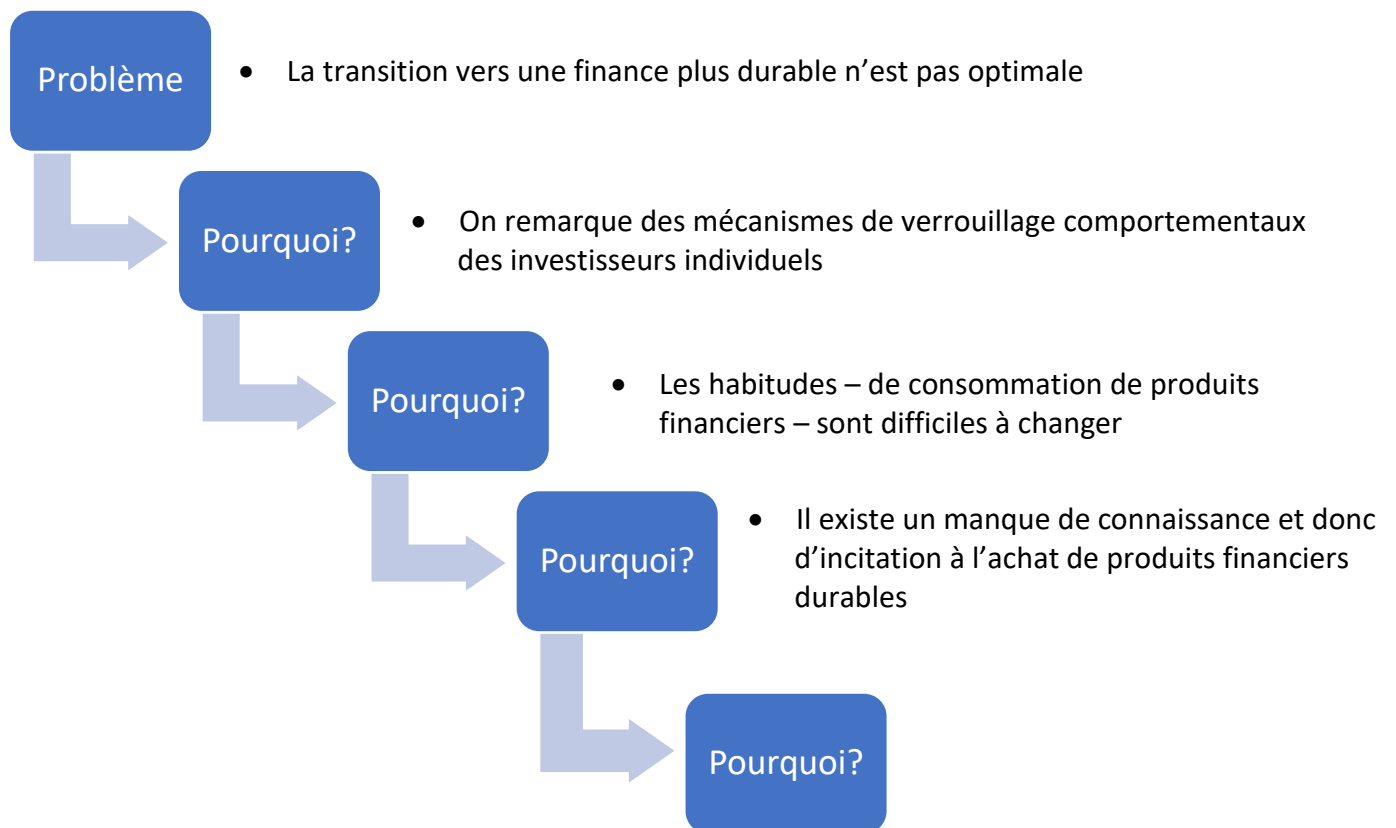 Problème
• La transition vers une finance plus durable n’est pas optimale
Pourquoi?
• On remarque des mécanismes de verrouillage comportementaux
des investisseurs individuels
Pourquoi?
• Les habitudes – de consommation de produits
financiers – sont difficiles à changer
Pourquoi?
• Il existe un manque de connaissance et donc
d’incitation à l’achat de produits financiers
durables
Pourquoi?